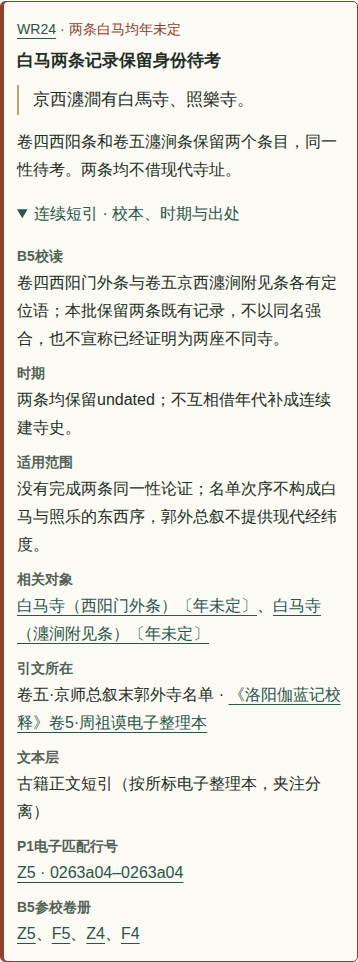 WR24 · 两条白马均年未定
白马两条记录保留身份待考
京西瀍澗有白馬寺、照樂寺。
卷四西阳条和卷五瀍涧条保留两个条目，同一
性待考。两条均不借现代寺址。
▼ 连续短引 · 校本、时期与出处
B5校读
卷四西阳门外条与卷五京西瀍涧附见条各有定
位语；本批保留两条既有记录，不以同名强
合，也不宣称已经证明为两座不同寺。
时期
两条均保留undated；不互相借年代补成连续
建寺史。
适用范围
没有完成两条同一性论证；名单次序不构成白
马与照乐的东西序，郭外总叙不提供现代经纬
度。
相关对象
白马寺（西阳门外条）〔年未定〕、白马寺
（瀍涧附见条）〔年未定〕
引文所在
卷五·京师总叙末郭外寺名单 · 《洛阳伽蓝记校
释》卷5·周祖谟电子整理本
文本层
古籍正文短引（按所标电子整理本，夹注分
离）
P1电子匹配行号
Z5 · 0263a04–0263a04
B5参校卷册
Z5、F5、Z4、F4